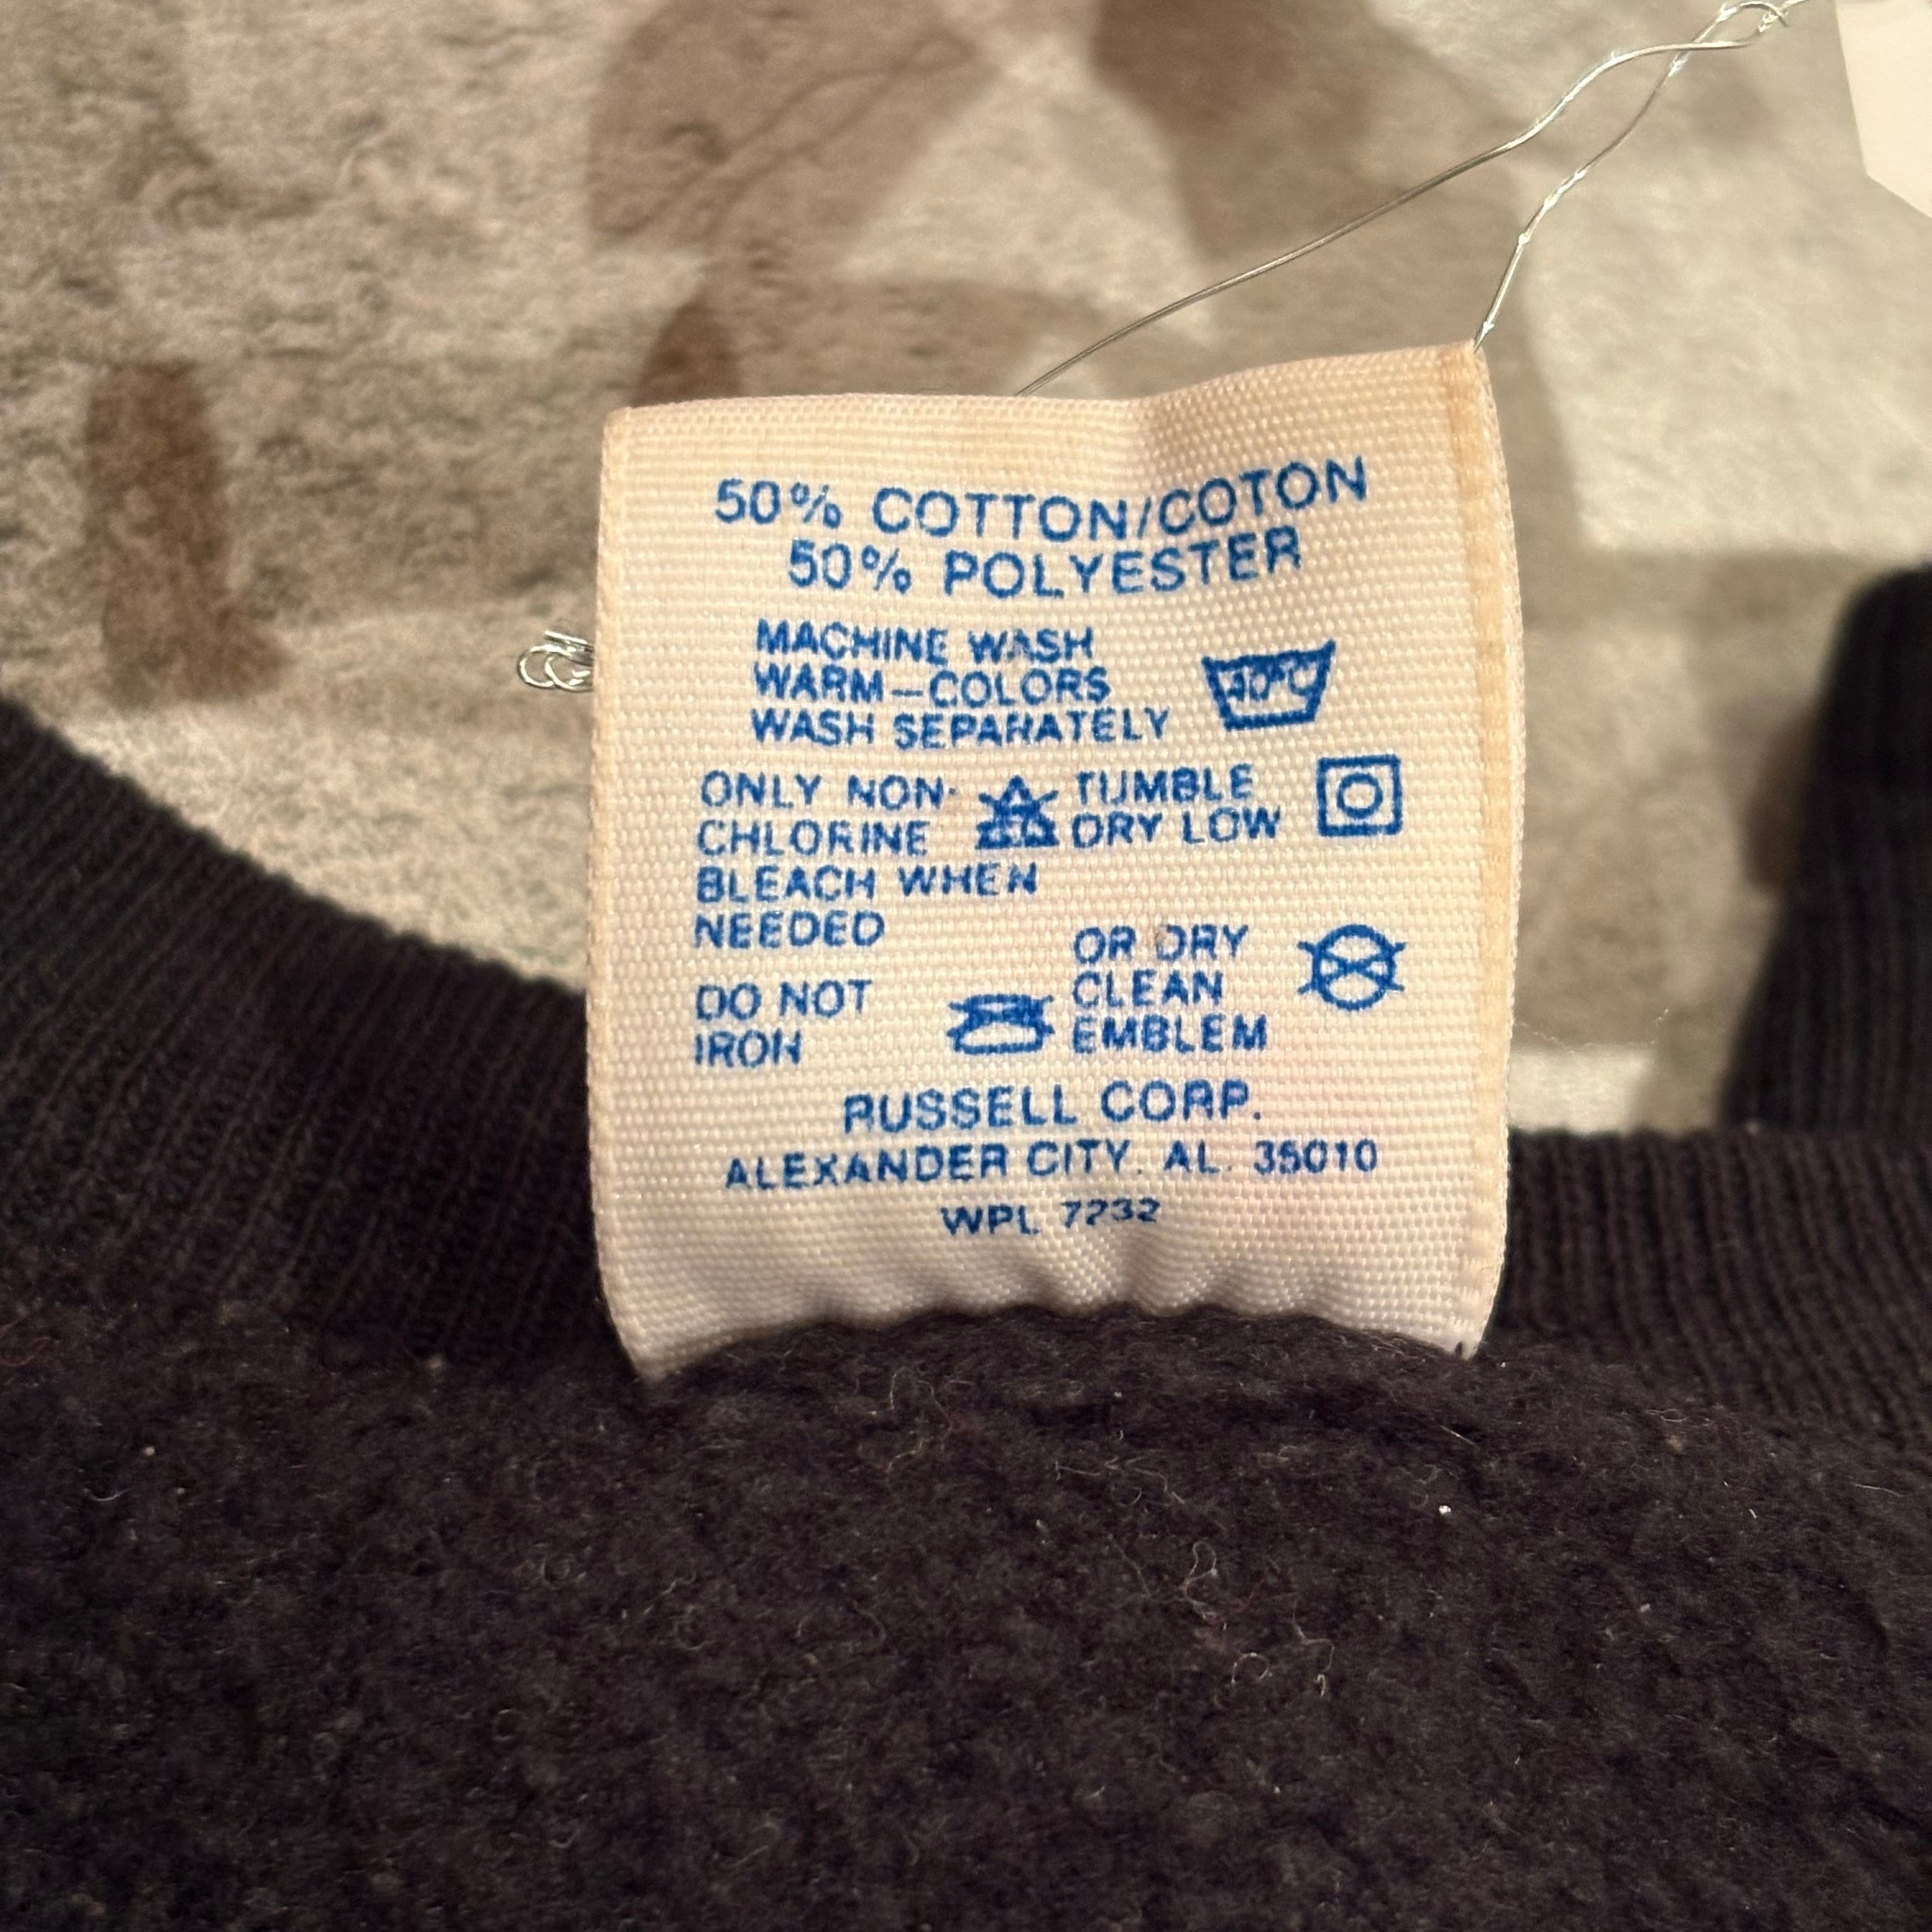 50% COTTON/COTON
50% POLYESTER
MACHINE WASH
WARM—COLORS
WASH SEPARATELY
40°C
ONLY NON-
CHLORINE
BLEACH WHEN
NEEDED
CL
TUMBLE
DRY LOW
DO NOT
IRON
OR DRY
CLEAN
EMBLEM
RUSSELL CORP.
ALEXANDER CITY. AL. 35010
WPL 7232